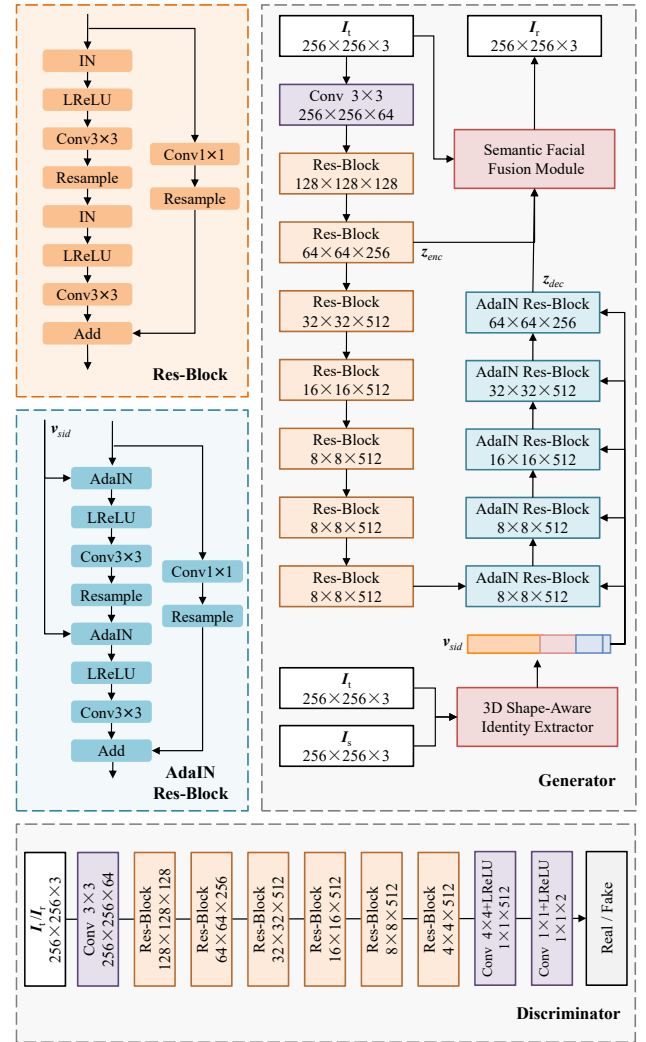 IN
LReLU
Conv3×3
Resample
IN
LReLU
Conv3×3
Add
Conv1×1
Resample
Res-Block
v_sid
AdaIN
LReLU
Conv3×3
Resample
AdaIN
LReLU
Conv3×3
Add
Conv1×1
Resample
AdaIN
Res-Block
I_t
256×256×3
Conv 3×3
256×256×64
Res-Block
128×128×128
Res-Block
64×64×256
Res-Block
32×32×512
Res-Block
16×16×512
Res-Block
8×8×512
Res-Block
8×8×512
Res-Block
8×8×512
I_r
256×256×3
Semantic Facial
Fusion Module
z_enc
z_dec
AdaIN Res-Block
64×64×256
AdaIN Res-Block
32×32×512
AdaIN Res-Block
16×16×512
AdaIN Res-Block
8×8×512
AdaIN Res-Block
8×8×512
v_sid
I_t
256×256×3
I_s
256×256×3
3D Shape-Aware
Identity Extractor
Generator
I_t/I_r
256×256×3
Conv 3×3
256×256×64
Res-Block
128×128×128
Res-Block
64×64×256
Res-Block
32×32×512
Res-Block
16×16×512
Res-Block
8×8×512
Res-Block
4×4×512
Conv 4×4+LReLU
1×1×512
Conv 1×1+LReLU
1×1×2
Real / Fake
Discriminator